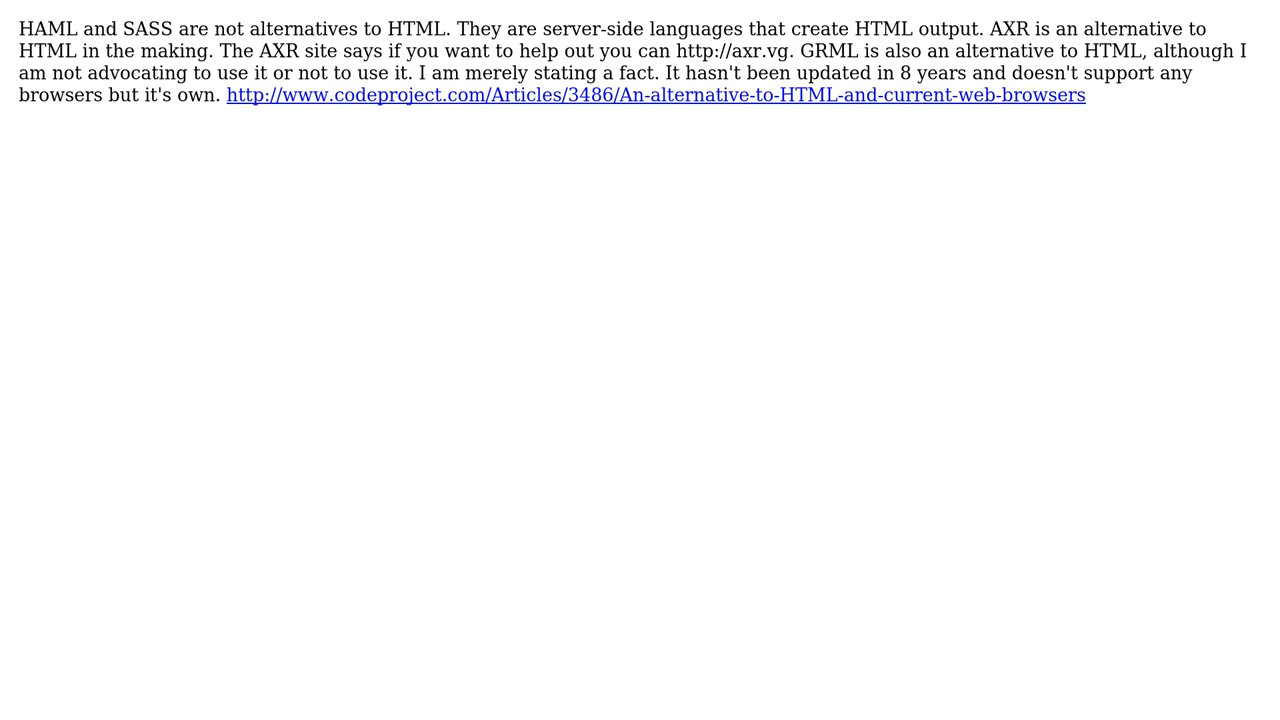 HAML and SASS are not alternatives to HTML. They are server-side languages that create HTML output. AXR is an alternative to
HTML in the making. The AXR site says if you want to help out you can http://axr.vg. GRML is also an alternative to HTML, although I
am not advocating to use it or not to use it. I am merely stating a fact. It hasn't been updated in 8 years and doesn't support any
browsers but it's own. http://www.codeproject.com/Articles/3486/An-alternative-to-HTML-and-current-web-browsers